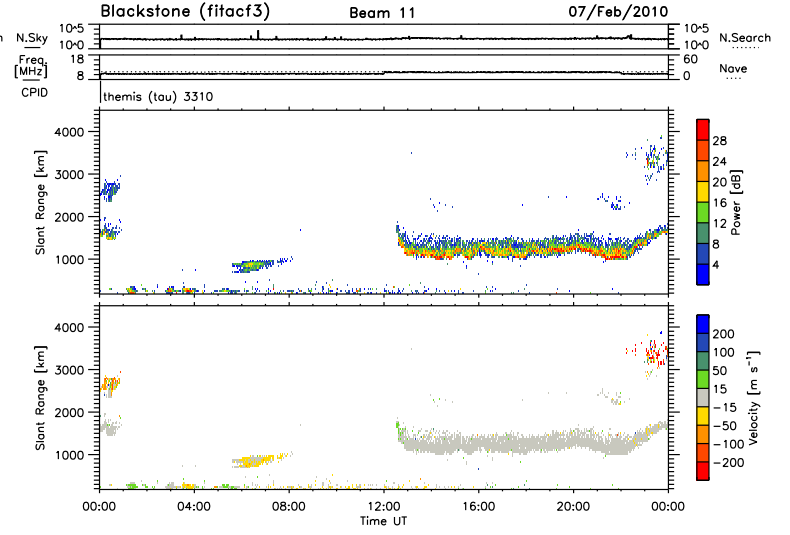 Blackstone (fitacf3) Beam 11 07/Feb/2010
N.Sky 10^5 10^5 N.Search
10^0 10^0
Freq. 18 60 Nave
[MHz] 8 0
CPID themis (tau) 3310
Slant Range [km]
4000
3000
2000
1000
Power [dB]
28
24
20
16
12
8
4
Slant Range [km]
4000
3000
2000
1000
Velocity [m s⁻¹]
200
100
50
15
-15
-50
-100
-200
00:00 04:00 08:00 12:00 16:00 20:00 00:00
Time UT